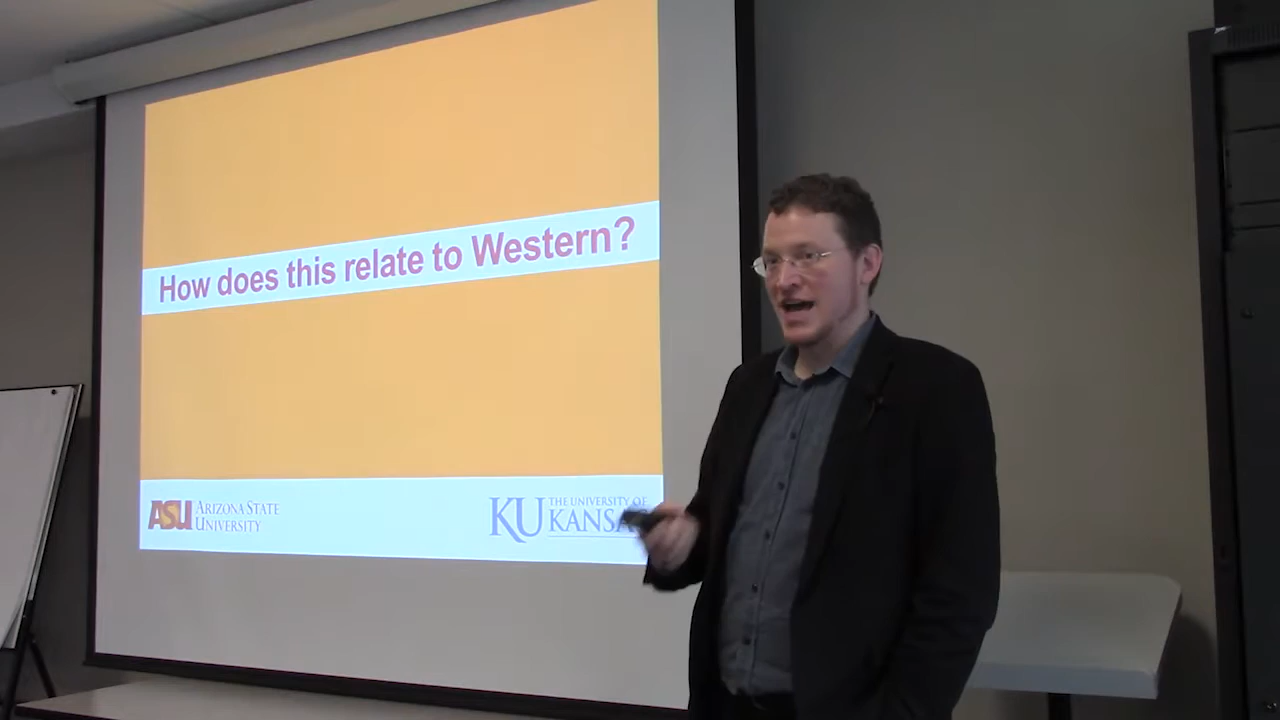 How does this relate to Western?
ASU ARIZONA STATE
UNIVERSITY
KU THE UNIVERSITY OF
KANSAS